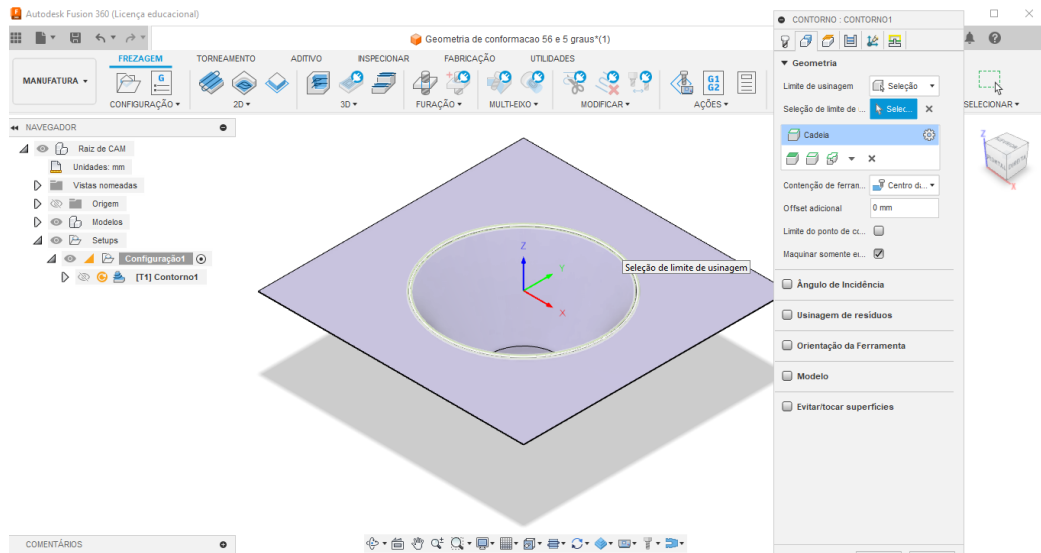 Autodesk Fusion 360 (Licença educacional)
CONTORNO : CONTORNO1
Geometria de conformacao 56 e 5 graus*(1)
MANUFATURA
FREZAGEM
TORNEAMENTO
ADITIVO
INSPECIONAR
FABRICAÇÃO
UTILIDADES
G
G1
G2
CONFIGURAÇÃO
2D
3D
FURAÇÃO
MULTI-EIXO
MODIFICAR
AÇÕES
SELECIONAR
NAVEGADOR
Raiz de CAM
Unidades: mm
Vistas nomeadas
Origem
Modelos
Setups
Configuração1
[T1] Contorno1
Z
Y
X
Seleção de limite de usinagem
Geometria
Limite de usinagem
Seleção
Seleção de limite de ...
Selec...
Cadeia
Contenção de ferran...
Centro di...
Offset adicional
0 mm
Limite do ponto de cc...
Maquinar somente ei...
Ângulo de Incidência
Usinagem de resíduos
Orientação da Ferramenta
Modelo
Evitar/tocar superfícies
Z
X
COMENTÁRIOS